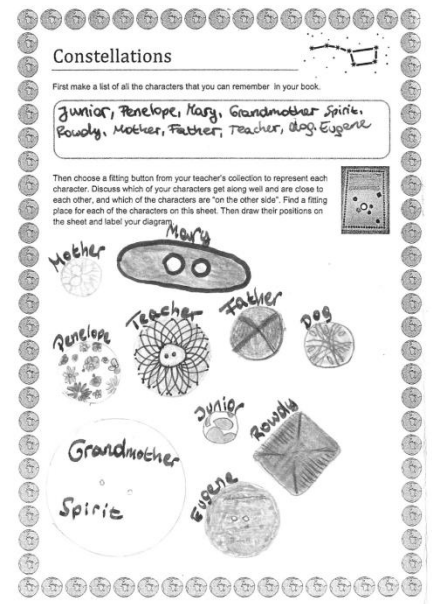 Constellations
First make a list of all the characters that you can remember in your book.
Junior, Penelope, Mary, Grandmother Spirit,
Rowdy, Mother, Father, Teacher, dog, Eugene
Then choose a fitting button from your teacher's collection to represent each
character. Discuss which of your characters get along well and are close to
each other, and which of the characters are "on the other side". Find a fitting
place for each of the characters on this sheet. Then draw their positions on
the sheet and label your diagram.
Mary
Mother
Father
Teacher
Dog
Penelope
Junior
Rowdy
Grandmother
Eugene
Spirit